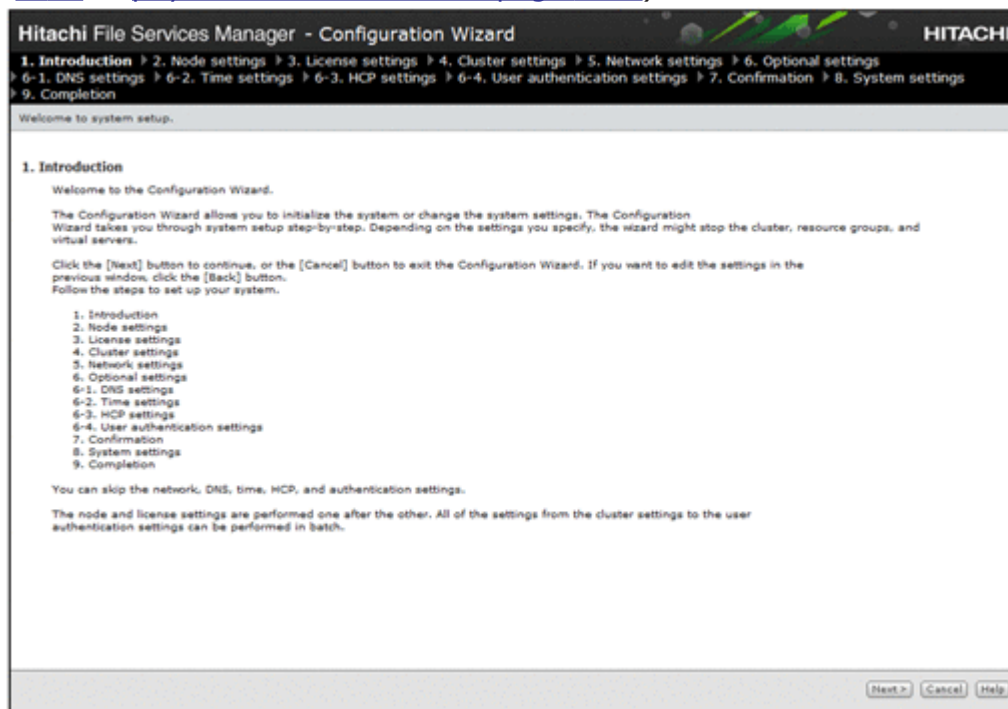 Hitachi File Services Manager - Configuration Wizard
HITACHI
1. Introduction 2. Node settings 3. License settings 4. Cluster settings 5. Network settings 6. Optional settings
6-1. DNS settings 6-2. Time settings 6-3. HCP settings 6-4. User authentication settings 7. Confirmation 8. System settings
9. Completion
Welcome to system setup.
1. Introduction
Welcome to the Configuration Wizard.
The Configuration Wizard allows you to initialize the system or change the system settings. The Configuration
Wizard takes you through system setup step-by-step. Depending on the settings you specify, the wizard might stop the cluster, resource groups, and
virtual servers.
Click the [Next] button to continue, or the [Cancel] button to exit the Configuration Wizard. If you want to edit the settings in the
previous window, click the [Back] button.
Follow the steps to set up your system.
1. Introduction
2. Node settings
3. License settings
4. Cluster settings
5. Network settings
6. Optional settings
6-1. DNS settings
6-2. Time settings
6-3. HCP settings
6-4. User authentication settings
7. Confirmation
8. System settings
9. Completion
You can skip the network, DNS, time, HCP, and authentication settings.
The node and license settings are performed one after the other. All of the settings from the cluster settings to the user
authentication settings can be performed in batch.
Next > Cancel Help